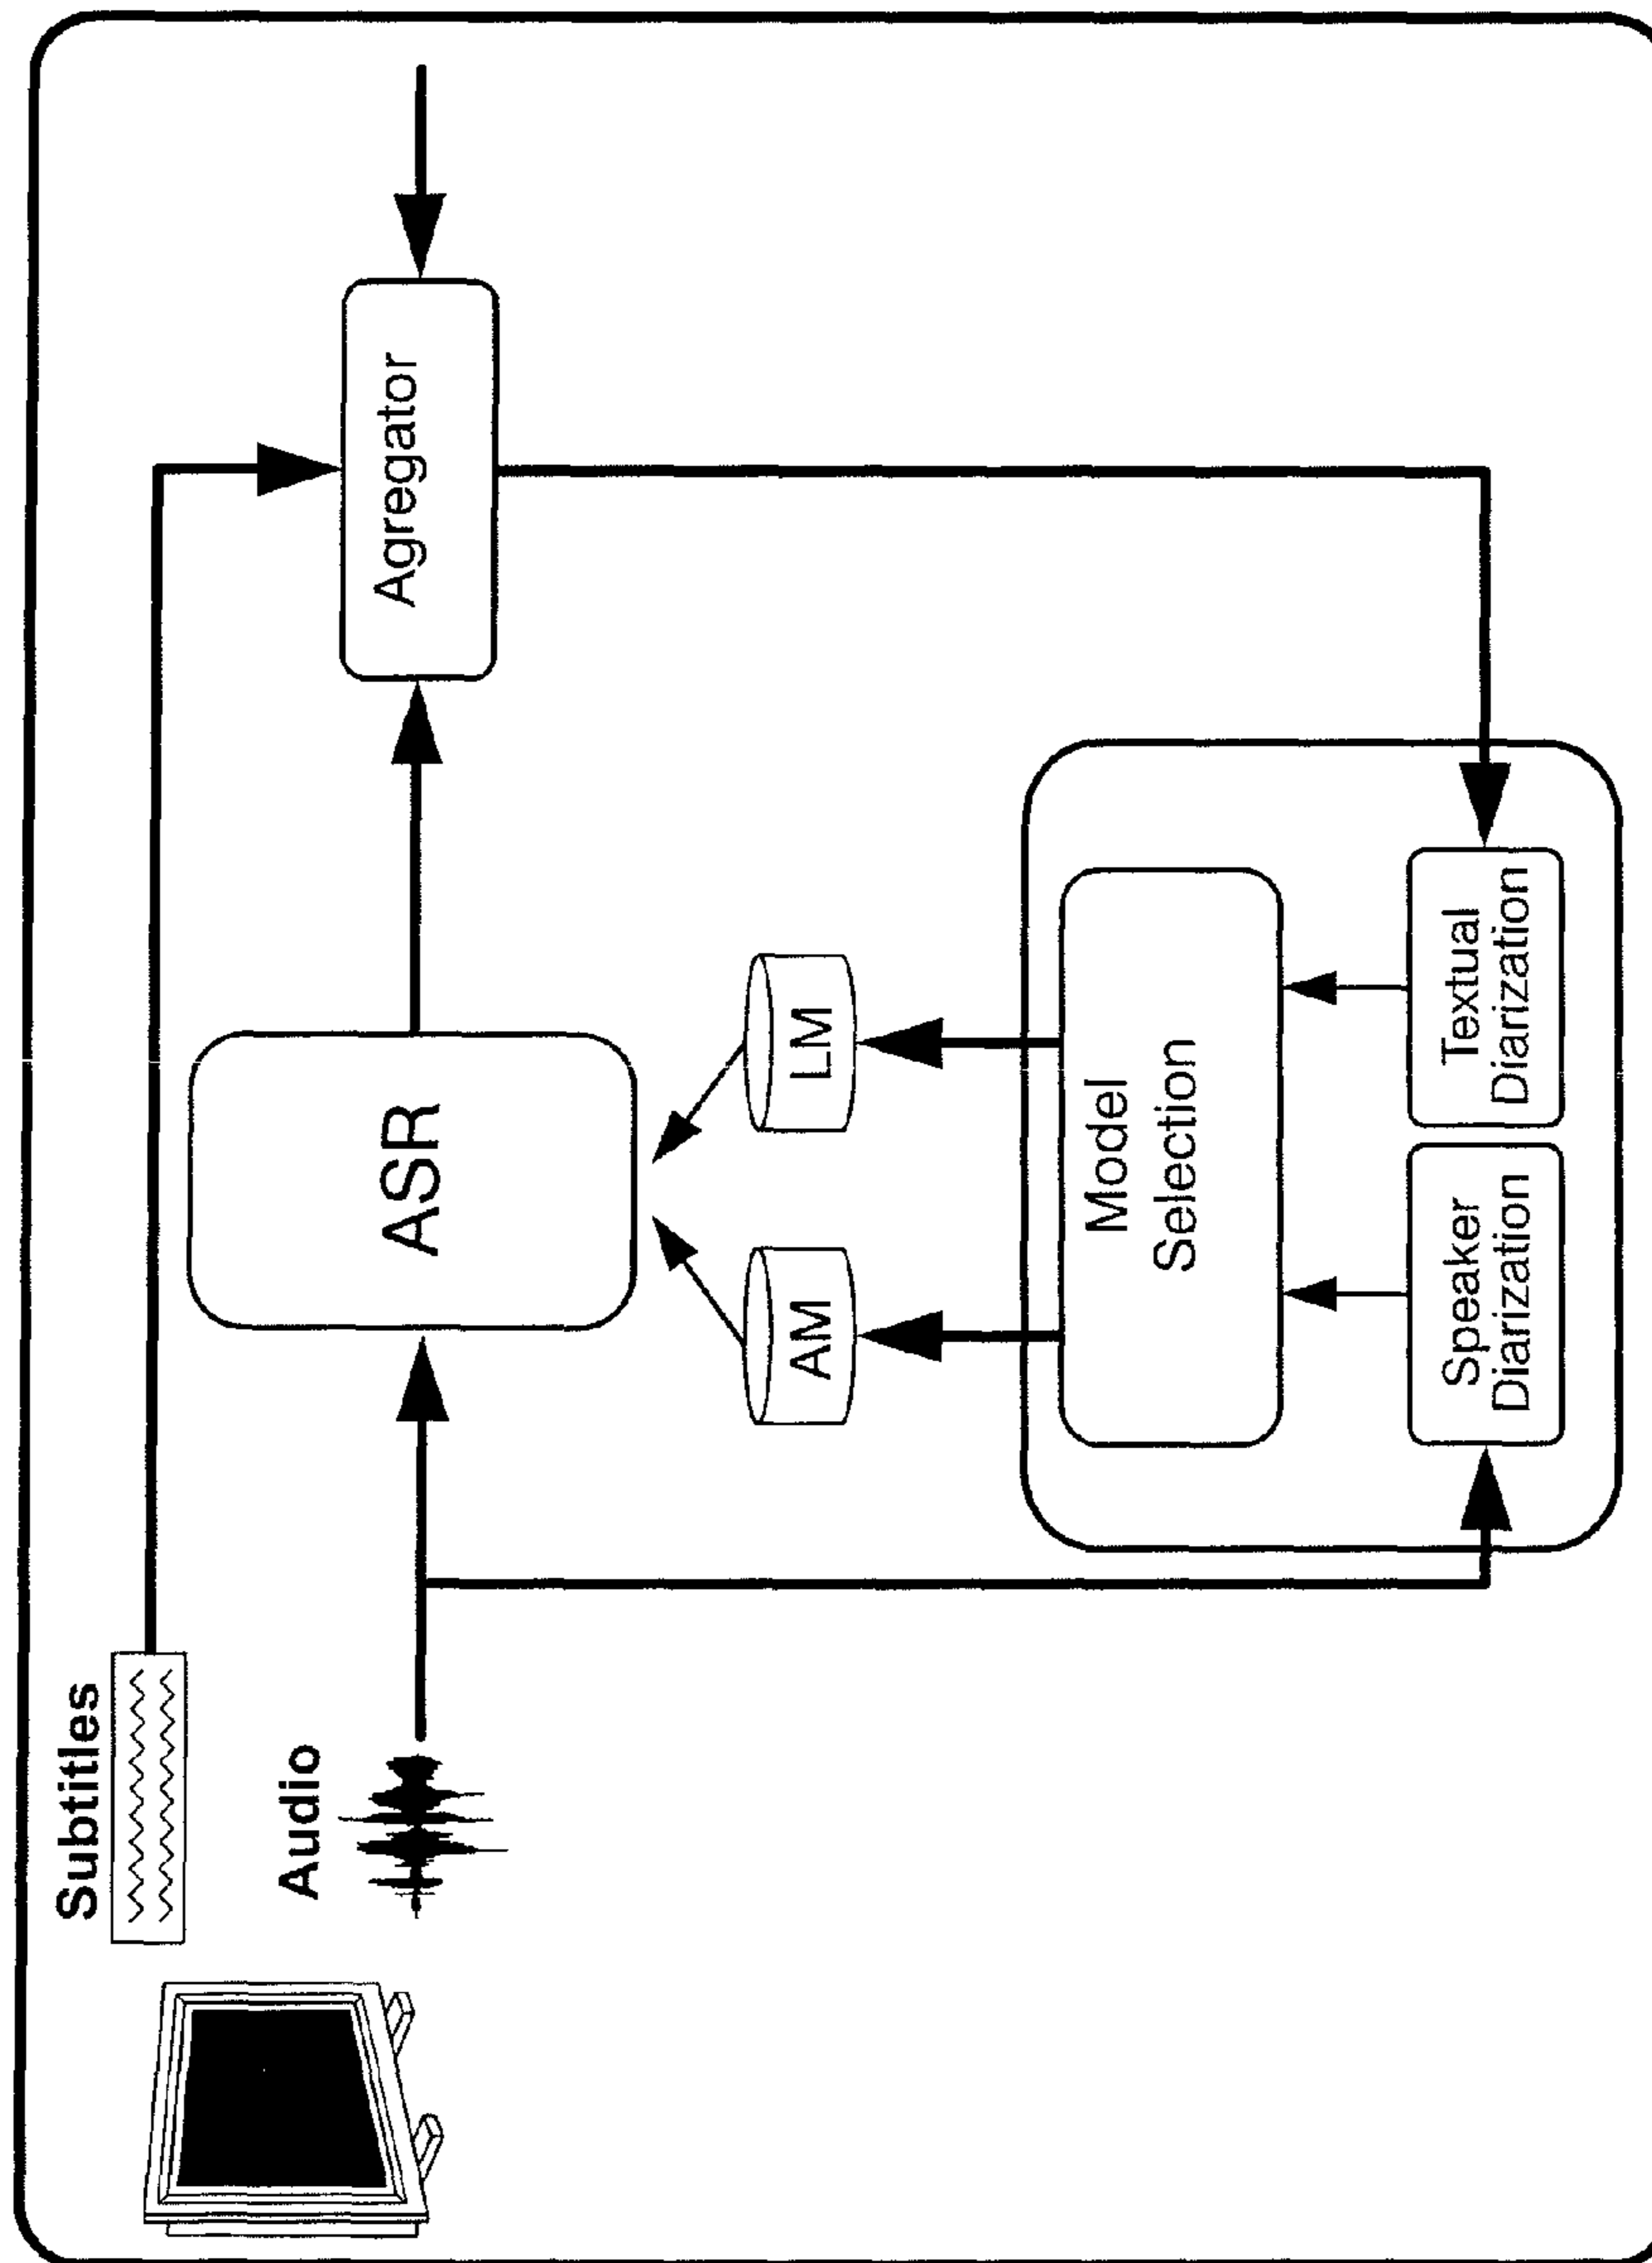 Subtitles
Audio
ASR
Agregator
AM
LM
Model
Selection
Speaker
Diarization
Textual
Diarization